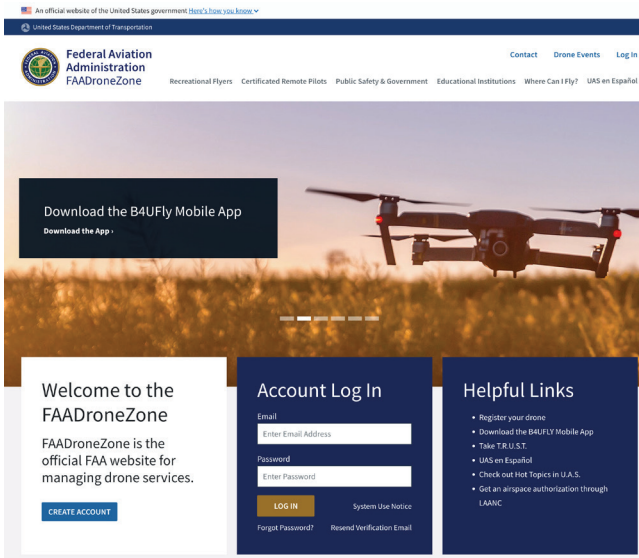 An official website of the United States government Here's how you know
United States Department of Transportation
Contact Drone Events Log In
Federal Aviation
Administration
FAADroneZone
Recreational Flyers Certificated Remote Pilots Public Safety & Government Educational Institutions Where Can I Fly? UAS en Español
Download the B4UFly Mobile App
Download the App ›
Welcome to the
FAADroneZone
FAADroneZone is the
official FAA website for
managing drone services.
CREATE ACCOUNT
Account Log In
Email
Enter Email Address
Password
Enter Password
LOG IN System Use Notice
Forgot Password? Resend Verification Email
Helpful Links
• Register your drone
• Download the B4UFLY Mobile App
• Take T.R.U.S.T.
• UAS en Español
• Check out Hot Topics in U.A.S.
• Get an airspace authorization through
LAANC